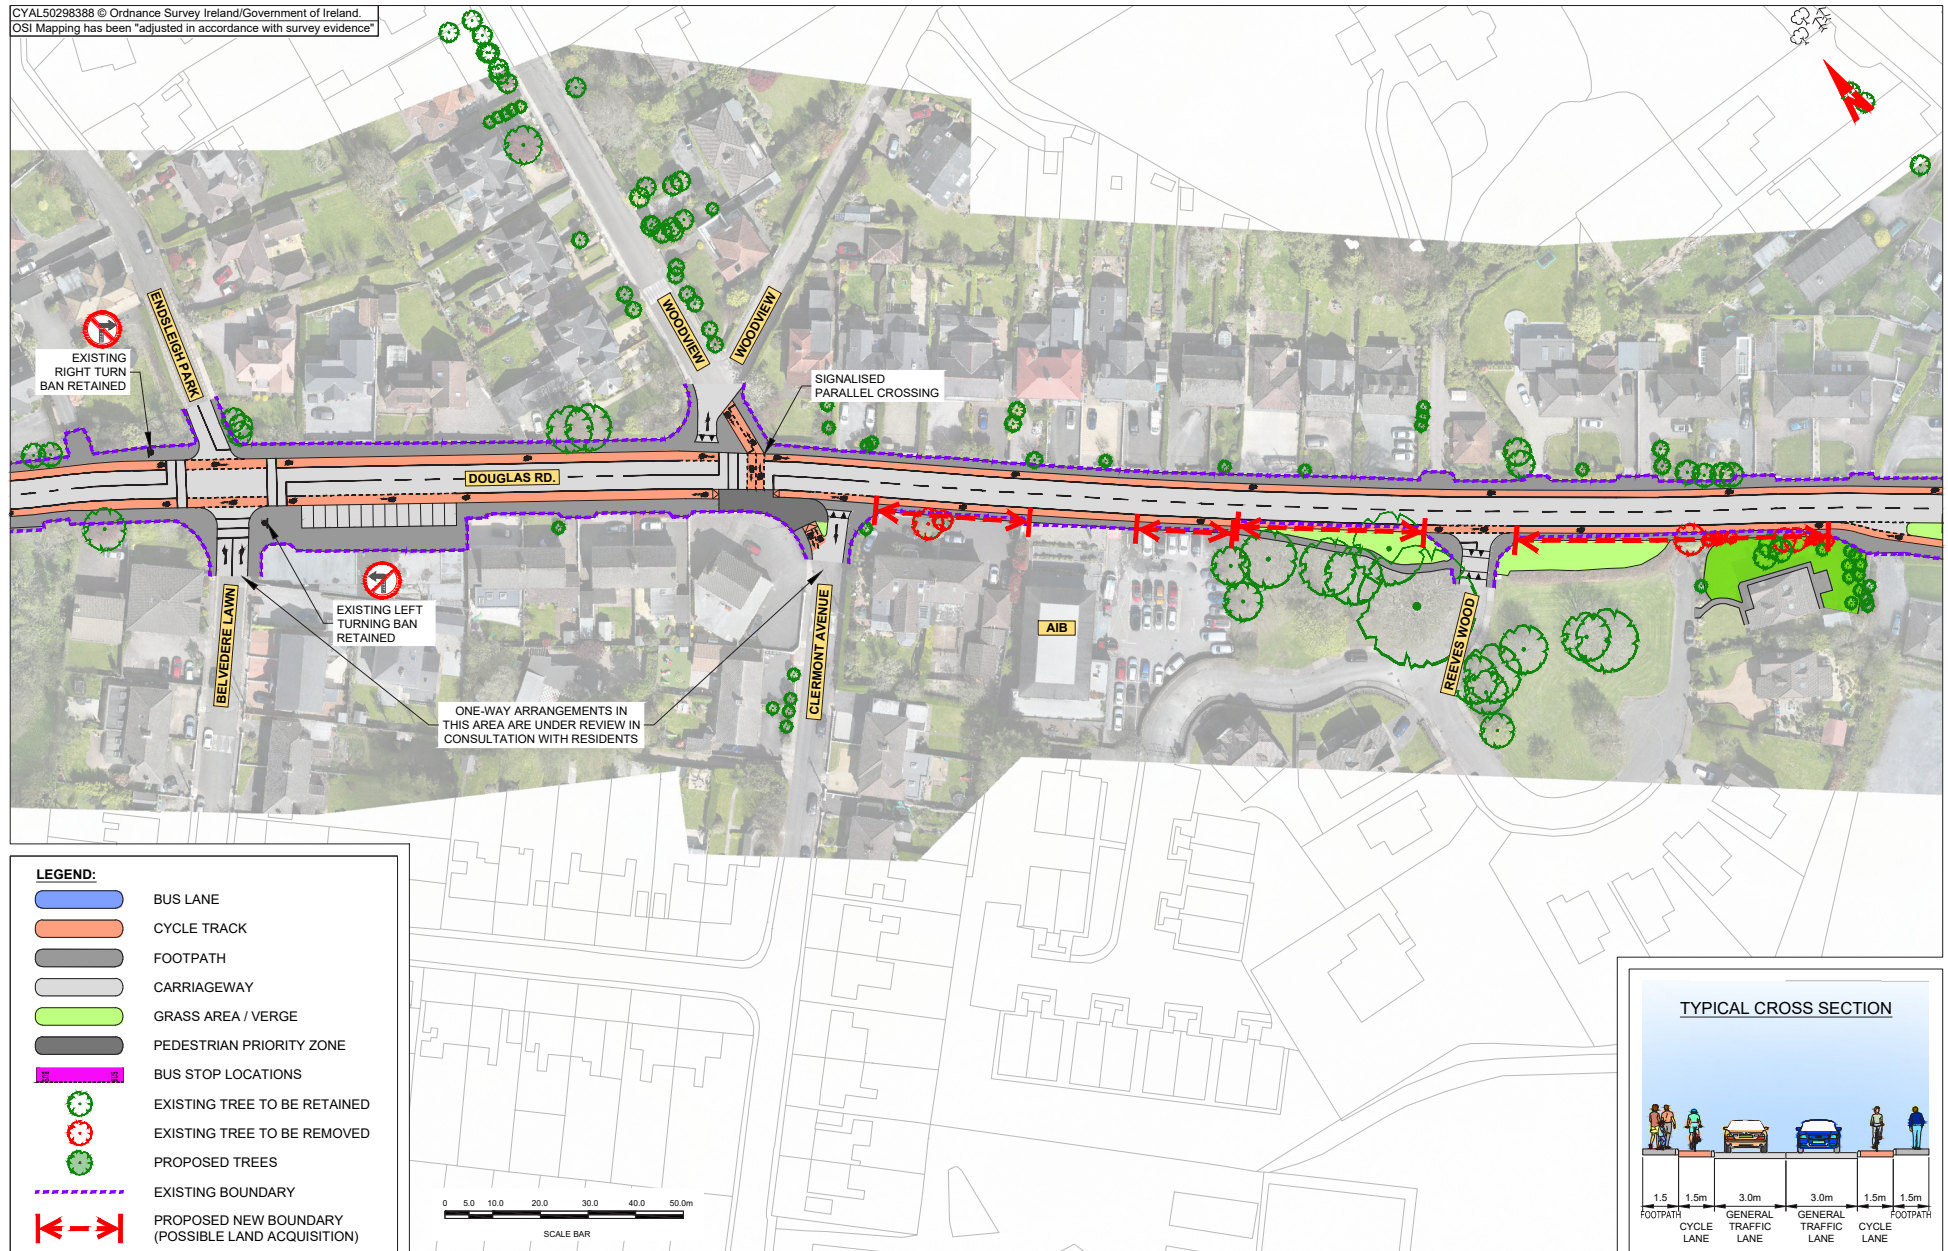 CYAL50298388 © Ordnance Survey Ireland/Government of Ireland.
OSI Mapping has been "adjusted in accordance with survey evidence"
N
ENDSLEIGH PARK
WOODVIEW
WOODVIEW
EXISTING
RIGHT TURN
BAN RETAINED
SIGNALISED
PARALLEL CROSSING
DOUGLAS RD.
EXISTING LEFT
TURNING BAN
RETAINED
BELVEDERE LAWN
CLERMONT AVENUE
AIB
REEVES WOOD
ONE-WAY ARRANGEMENTS IN
THIS AREA ARE UNDER REVIEW IN
CONSULTATION WITH RESIDENTS
LEGEND:
BUS LANE
CYCLE TRACK
FOOTPATH
CARRIAGEWAY
GRASS AREA / VERGE
PEDESTRIAN PRIORITY ZONE
BUS STOP LOCATIONS
EXISTING TREE TO BE RETAINED
EXISTING TREE TO BE REMOVED
PROPOSED TREES
EXISTING BOUNDARY
PROPOSED NEW BOUNDARY
(POSSIBLE LAND ACQUISITION)
0 5.0 10.0 20.0 30.0 40.0 50.0m
SCALE BAR
TYPICAL CROSS SECTION
1.5 1.5m 3.0m 3.0m 1.5m 1.5m
FOOTPATH CYCLE LANE GENERAL TRAFFIC LANE GENERAL TRAFFIC LANE CYCLE LANE FOOTPATH